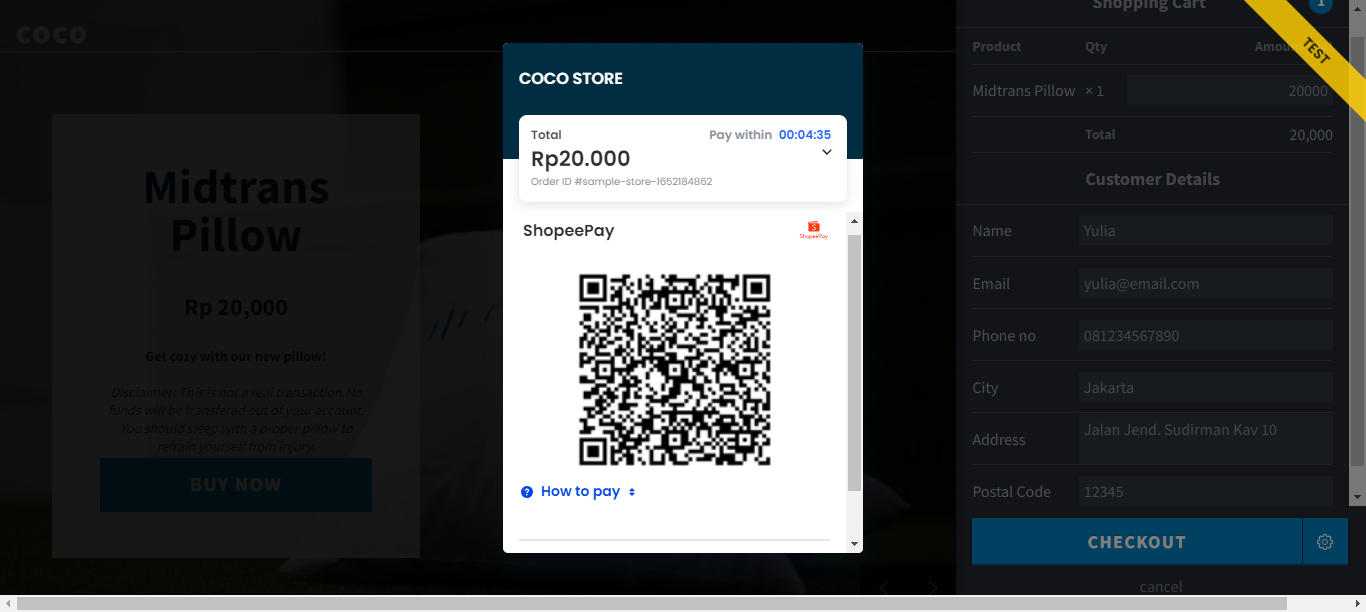 coco
Midtrans
Pillow
Rp 20,000
Get cozy with our new pillow!
Disclaimer: This is not a real transaction.No
funds will be transfered out of your account.
You should sleep with a proper pillow to
refrain yourself from injury.
BUY NOW
COCO STORE
Total
Pay within 00:04:35
Rp20.000
Order ID #sample-store-1652184862
ShopeePay
S
ShopeePay
? How to pay
Shopping Cart
1
TEST
Product Qty Amou
Midtrans Pillow × 1 20000
Total 20,000
Customer Details
Name Yulia
Email yulia@email.com
Phone no 081234567890
City Jakarta
Address Jalan Jend. Sudirman Kav 10
Postal Code 12345
CHECKOUT
cancel